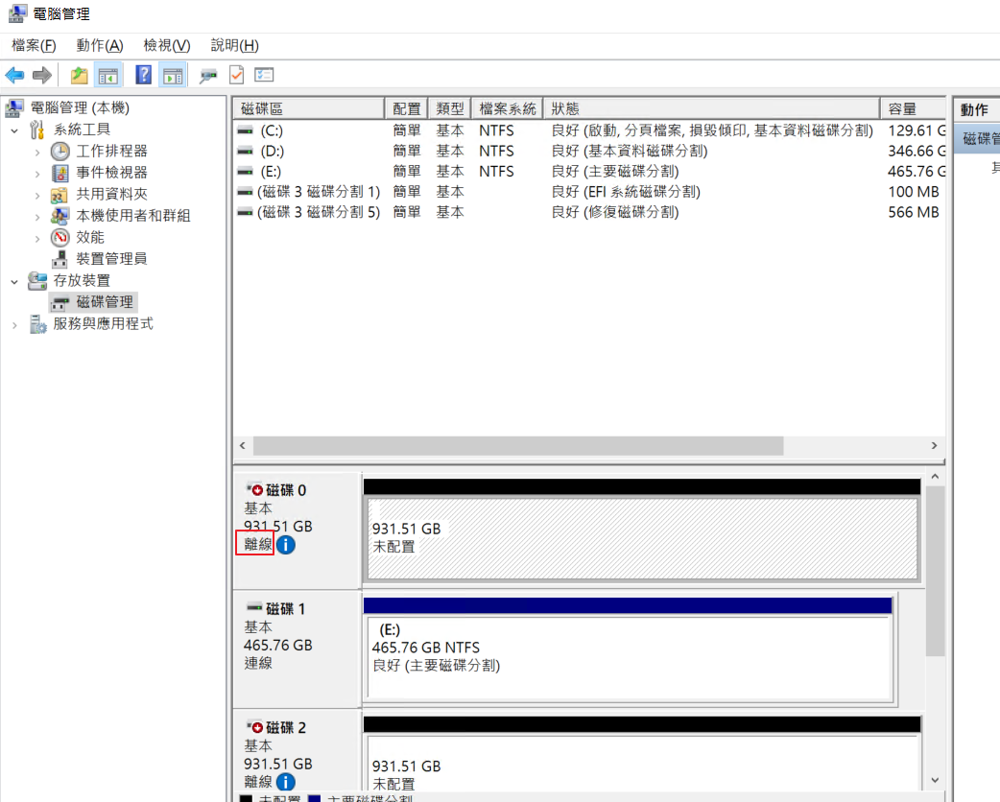 電腦管理
檔案(F) 動作(A) 檢視(V) 說明(H)
電腦管理 (本機)
系統工具
工作排程器
事件檢視器
共用資料夾
本機使用者和群組
效能
裝置管理員
存放裝置
磁碟管理
服務與應用程式
磁碟區 配置 類型 檔案系統 狀態 容量
(C:) 簡單 基本 NTFS 良好 (啟動, 分頁檔案, 損毀傾印, 基本資料磁碟分割) 129.61 G
(D:) 簡單 基本 NTFS 良好 (基本資料磁碟分割) 346.66 G
(E:) 簡單 基本 NTFS 良好 (主要磁碟分割) 465.76 G
(磁碟 3 磁碟分割 1) 簡單 基本 良好 (EFI 系統磁碟分割) 100 MB
(磁碟 3 磁碟分割 5) 簡單 基本 良好 (修復磁碟分割) 566 MB
磁碟 0
基本
931.51 GB
離線
931.51 GB
未配置
磁碟 1
基本
465.76 GB
連線
(E:)
465.76 GB NTFS
良好 (主要磁碟分割)
磁碟 2
基本
931.51 GB
離線
931.51 GB
未配置
未配置 主要磁碟分割
動作
磁碟管